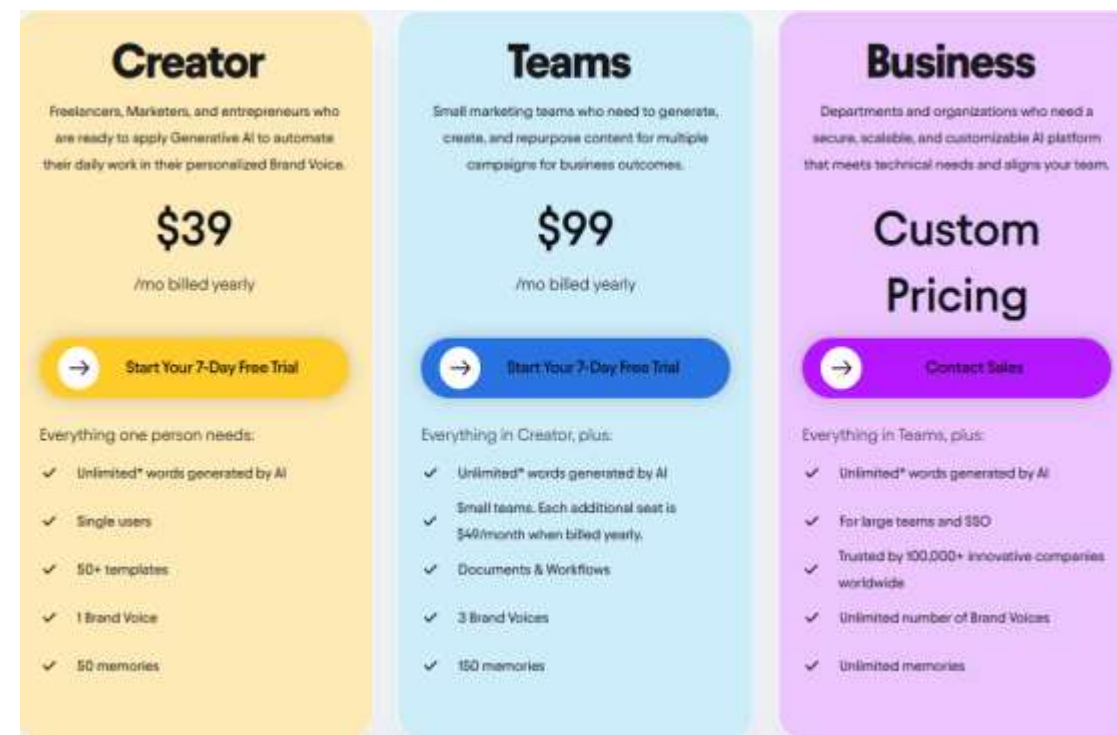 Creator
Freelancers, Marketers, and entrepreneurs who
are ready to apply Generative AI to automate
their daily work in their personalized Brand Voice.
$39
/mo billed yearly
Start Your 7-Day Free Trial
Everything one person needs:
Unlimited* words generated by AI
Single users
50+ templates
1 Brand Voice
50 memories
Teams
Small marketing teams who need to generate,
create, and repurpose content for multiple
campaigns for business outcomes.
$99
/mo billed yearly
Start Your 7-Day Free Trial
Everything in Creator, plus:
Unlimited* words generated by AI
Small teams. Each additional seat is
$49/month when billed yearly.
Documents & Workflows
3 Brand Voices
150 memories
Business
Departments and organizations who need a
secure, scalable, and customizable AI platform
that meets technical needs and aligns your team.
Custom
Pricing
Contact Sales
Everything in Teams, plus:
Unlimited* words generated by AI
For large teams and SSO
Trusted by 100,000+ innovative companies
worldwide
Unlimited number of Brand Voices
Unlimited memories